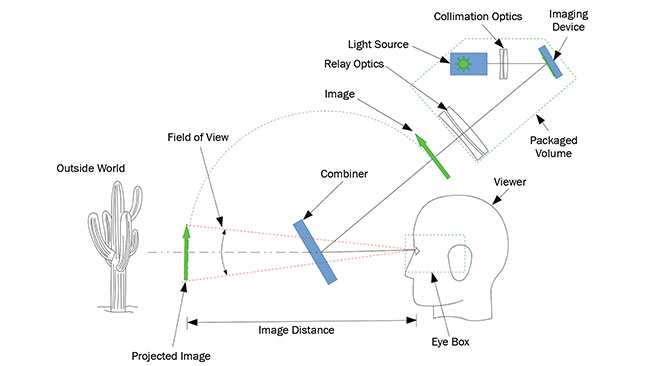 Collimation Optics
Imaging
Device
Light Source
Relay Optics
Image
Packaged
Volume
Field of View
Outside World
Combiner
Viewer
Image Distance
Eye Box
Projected Image